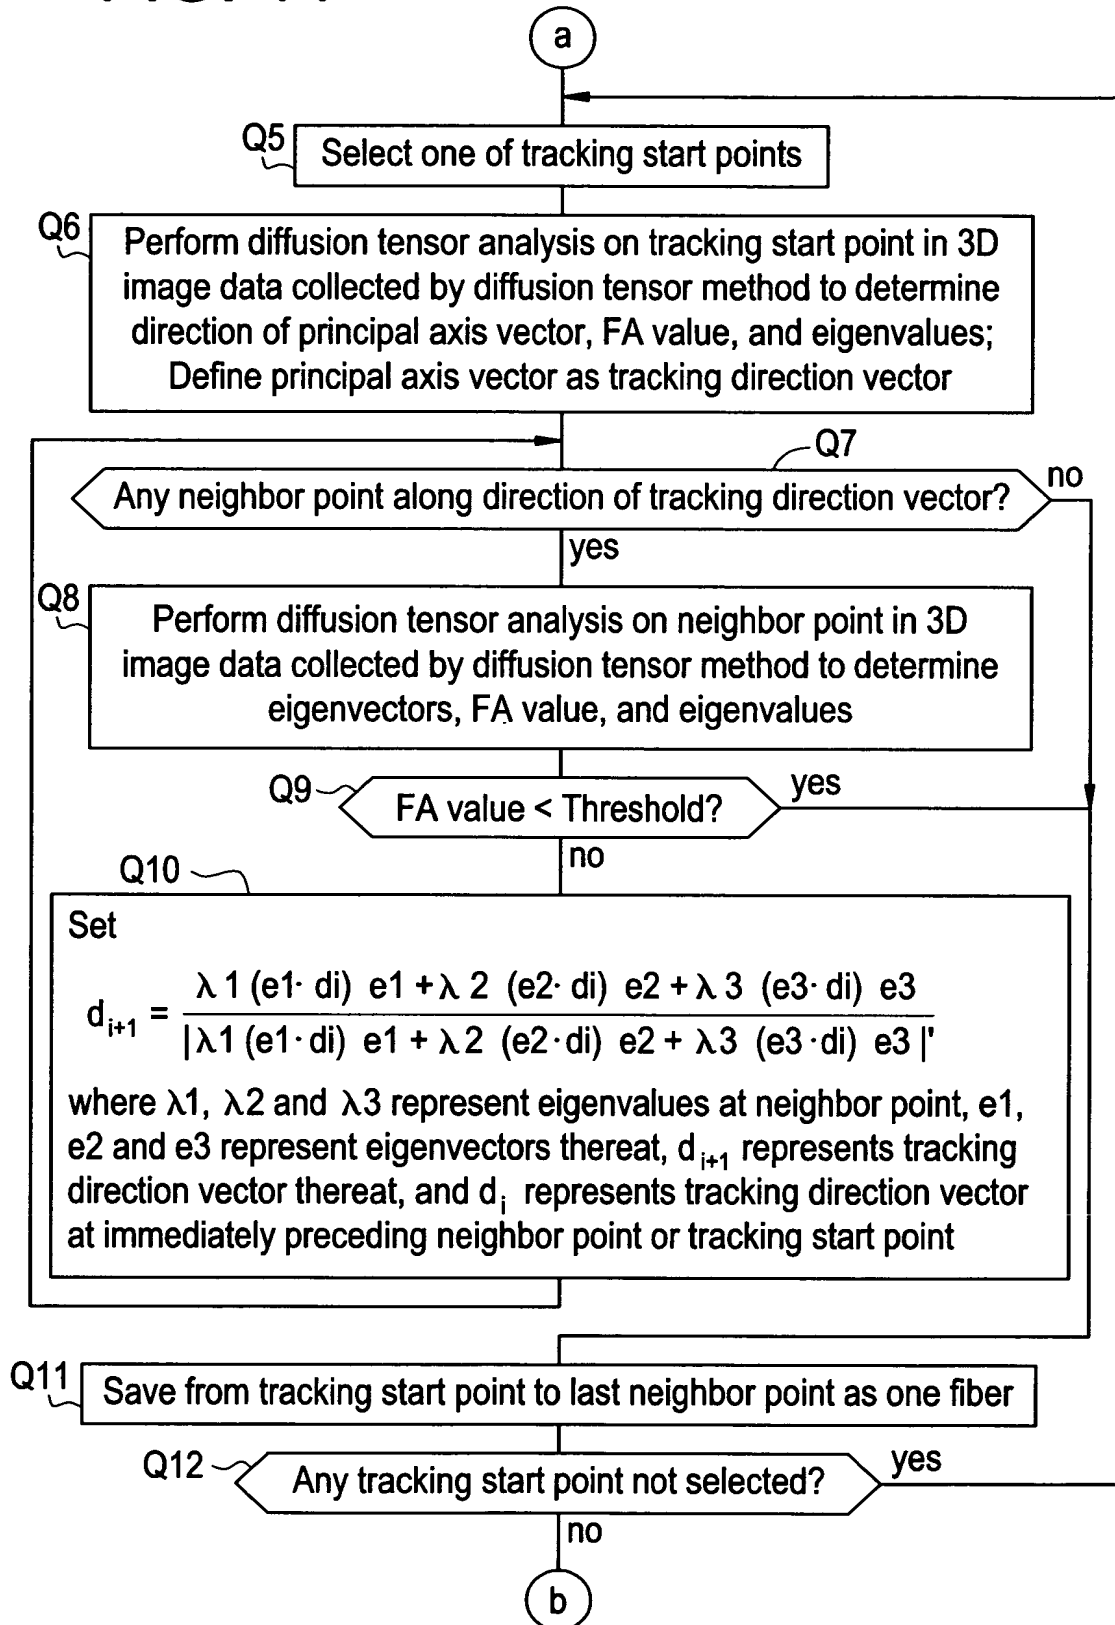 a
Q5
Select one of tracking start points
Q6
Perform diffusion tensor analysis on tracking start point in 3D
image data collected by diffusion tensor method to determine
direction of principal axis vector, FA value, and eigenvalues;
Define principal axis vector as tracking direction vector
Q7
Any neighbor point along direction of tracking direction vector?
no
yes
Q8
Perform diffusion tensor analysis on neighbor point in 3D
image data collected by diffusion tensor method to determine
eigenvectors, FA value, and eigenvalues
Q9
FA value < Threshold?
yes
no
Q10
Set
d_{i+1} = \frac{λ1 (e1· di) e1 + λ2 (e2· di) e2 + λ3 (e3· di) e3}{|λ1 (e1·di) e1 + λ2 (e2·di) e2 + λ3 (e3·di) e3|'}
where λ1, λ2 and λ3 represent eigenvalues at neighbor point, e1,
e2 and e3 represent eigenvectors thereat, d_{i+1} represents tracking
direction vector thereat, and d_i represents tracking direction vector
at immediately preceding neighbor point or tracking start point
Q11
Save from tracking start point to last neighbor point as one fiber
Q12
Any tracking start point not selected?
yes
no
b